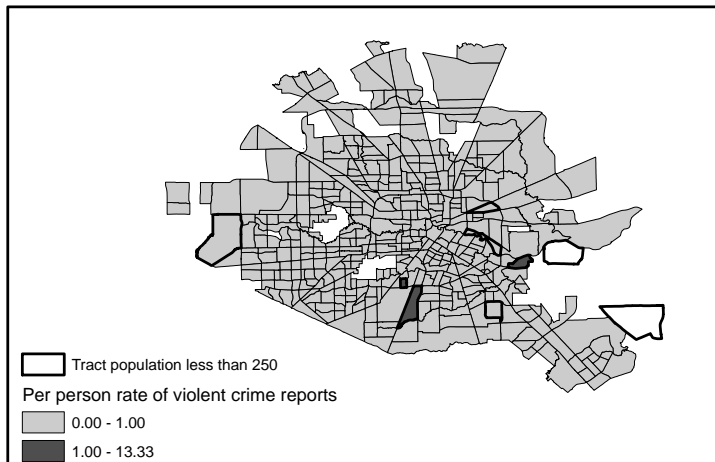 Tract population less than 250
Per person rate of violent crime reports
0.00 - 1.00
1.00 - 13.33